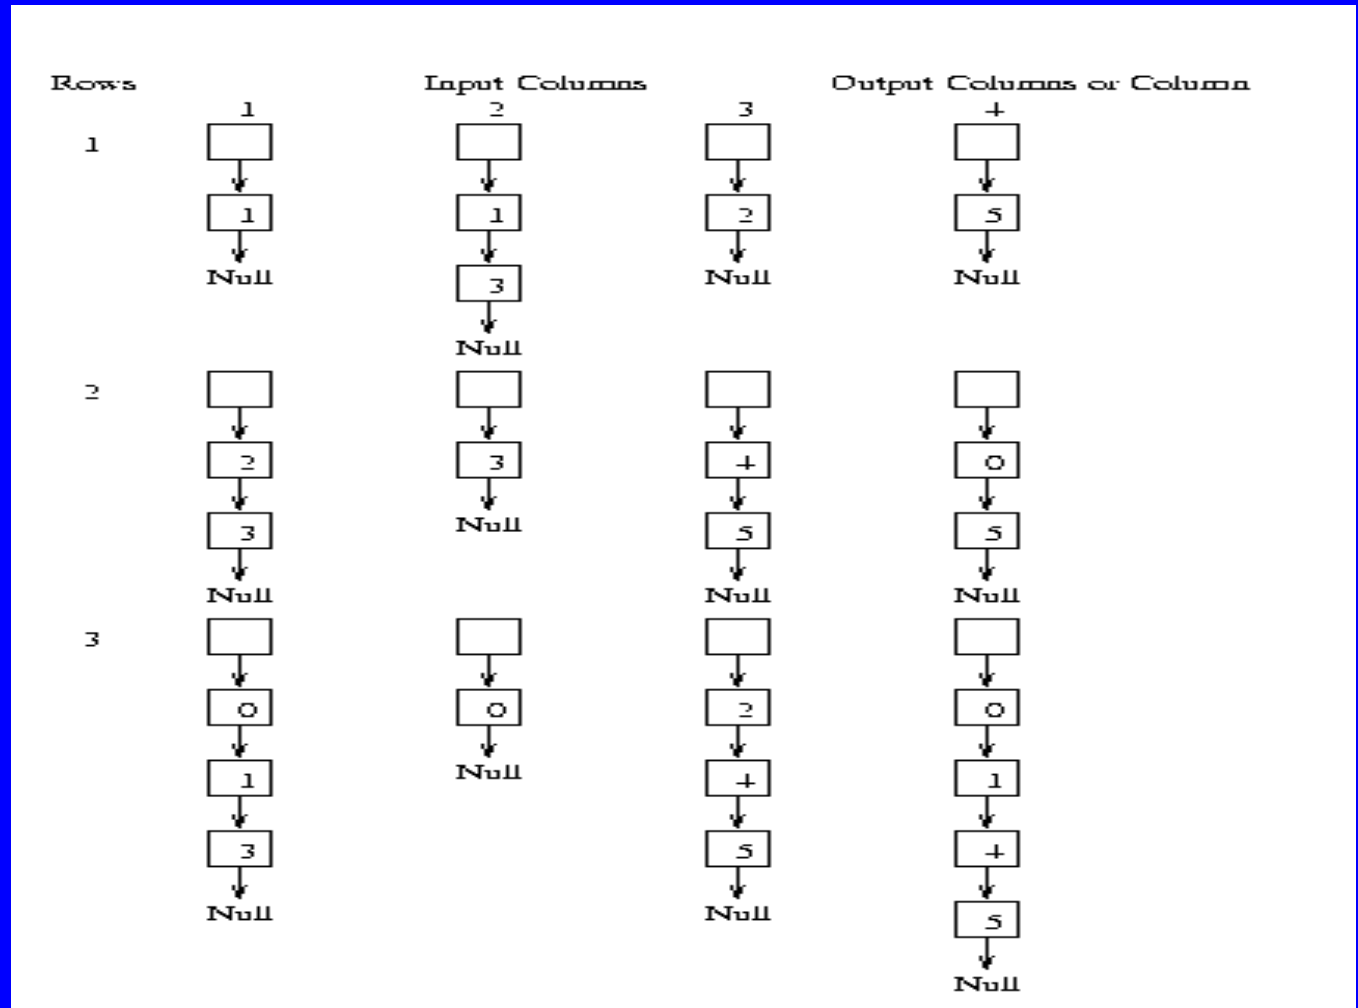 Rows Input Columns Output Columns or Column
1 2 3 4
1
1 1 2 5
Null 3 Null Null
Null
2
2 3 4 0
3 Null 5 5
Null Null Null
3
0 0 2 0
1 Null 4 1
3 5 4
Null Null 5
Null